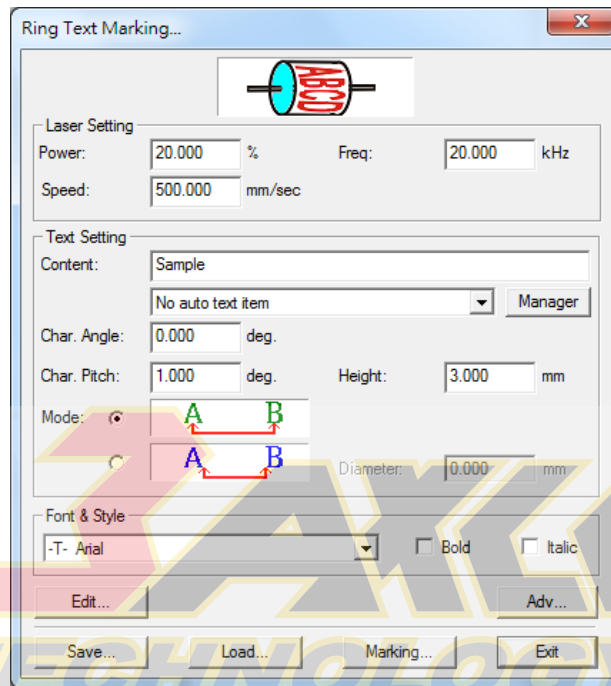 Ring Text Marking...
ABCD
Laser Setting
Power: 20.000 % Freq: 20.000 kHz
Speed: 500.000 mm/sec
Text Setting
Content: Sample
No auto text item Manager
Char. Angle: 0.000 deg.
Char. Pitch: 1.000 deg. Height: 3.000 mm
Mode: A B
A B Diameter: 0.000 mm
Font & Style
-T- Arial Bold Italic
Edit... Adv...
Save... Load... Marking... Exit
TECHNOLOGY